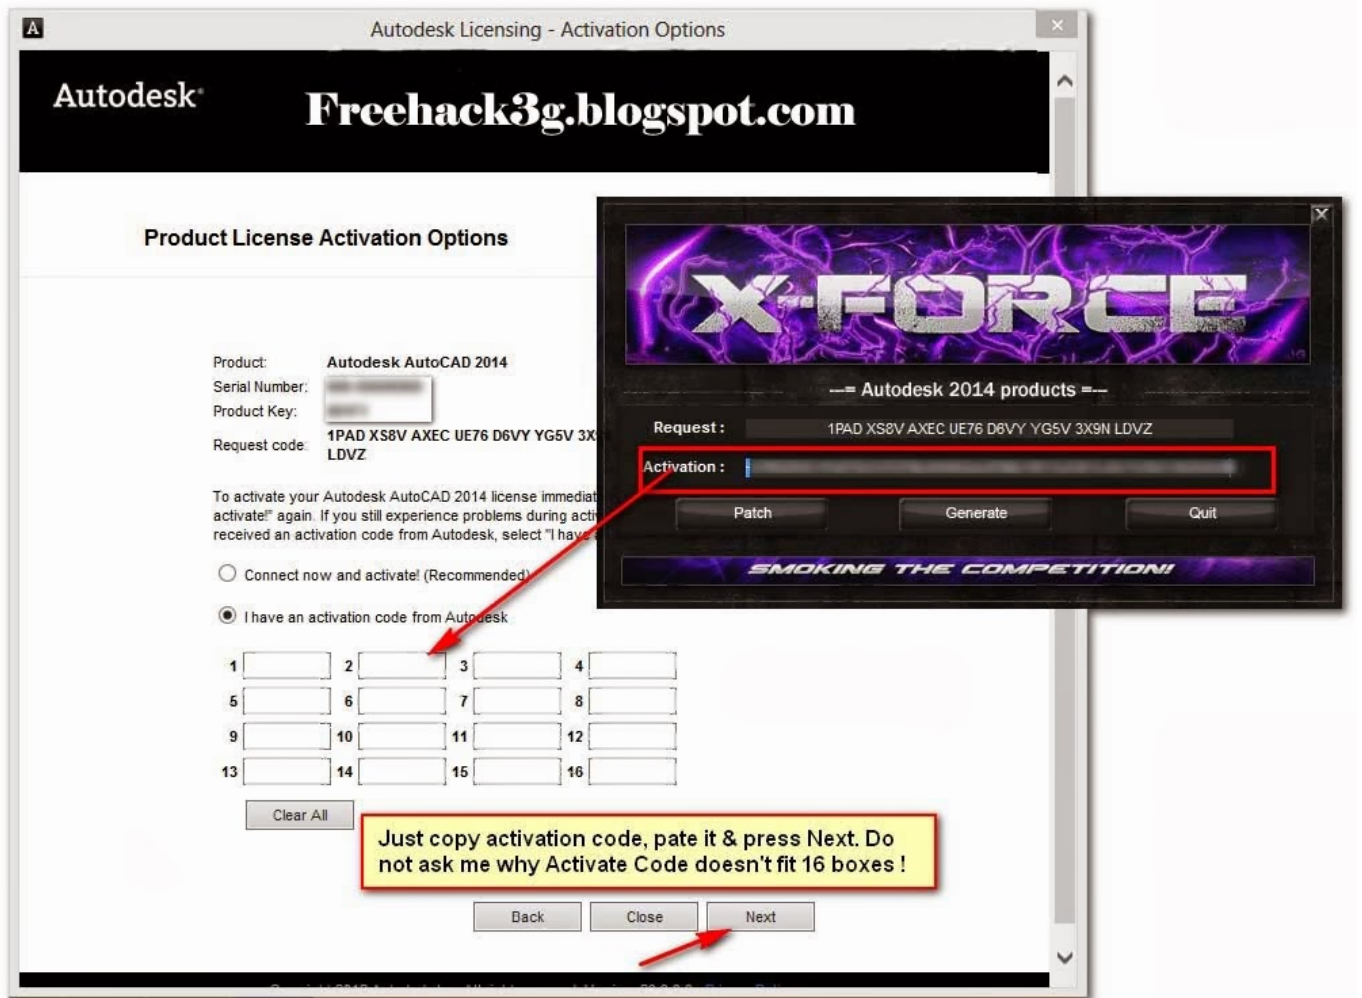 Autodesk Licensing - Activation Options
Autodesk
Freehack3g.blogspot.com
Product License Activation Options
Product: Autodesk AutoCAD 2014
Serial Number:
Product Key:
Request code: 1PAD XS8V AXEC UE76 D6VY YG5V 3X9
LDVZ
To activate your Autodesk AutoCAD 2014 license immediat
activate!" again. If you still experience problems during activ
received an activation code from Autodesk, select "I have a
Connect now and activate! (Recommended)
I have an activation code from Autodesk
1 2 3 4
5 6 7 8
9 10 11 12
13 14 15 16
Clear All
Just copy activation code, pate it & press Next. Do
not ask me why Activate Code doesn't fit 16 boxes !
Back Close Next
X-FORCE
---= Autodesk 2014 products =---
Request : 1PAD XS8V AXEC UE76 D6VY YG5V 3X9N LDVZ
Activation :
Patch Generate Quit
SMOKING THE COMPETITION!